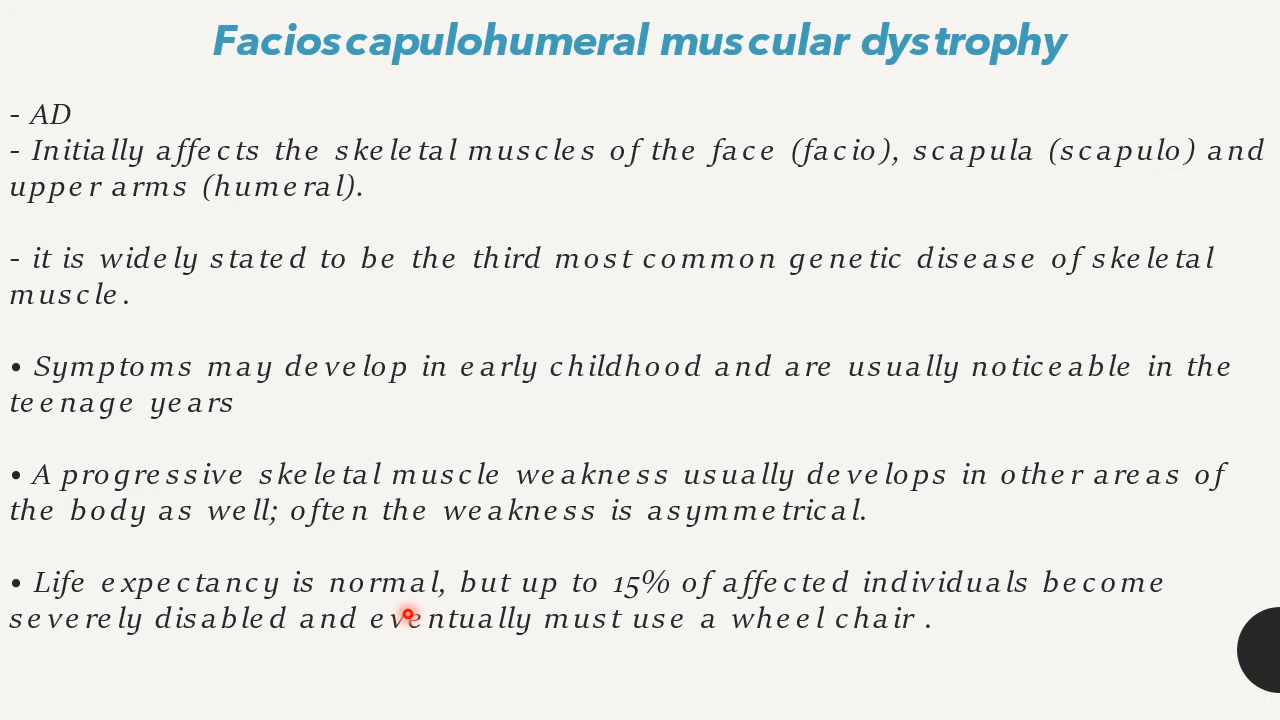 Facioscapulohumeral muscular dystrophy
- AD
- Initially affects the skeletal muscles of the face (facio), scapula (scapulo) and
upper arms (humeral).
- it is widely stated to be the third most common genetic disease of skeletal
muscle.
• Symptoms may develop in early childhood and are usually noticeable in the
teenage years
• A progressive skeletal muscle weakness usually develops in other areas of
the body as well; often the weakness is asymmetrical.
• Life expectancy is normal, but up to 15% of affected individuals become
severely disabled and eventually must use a wheel chair .